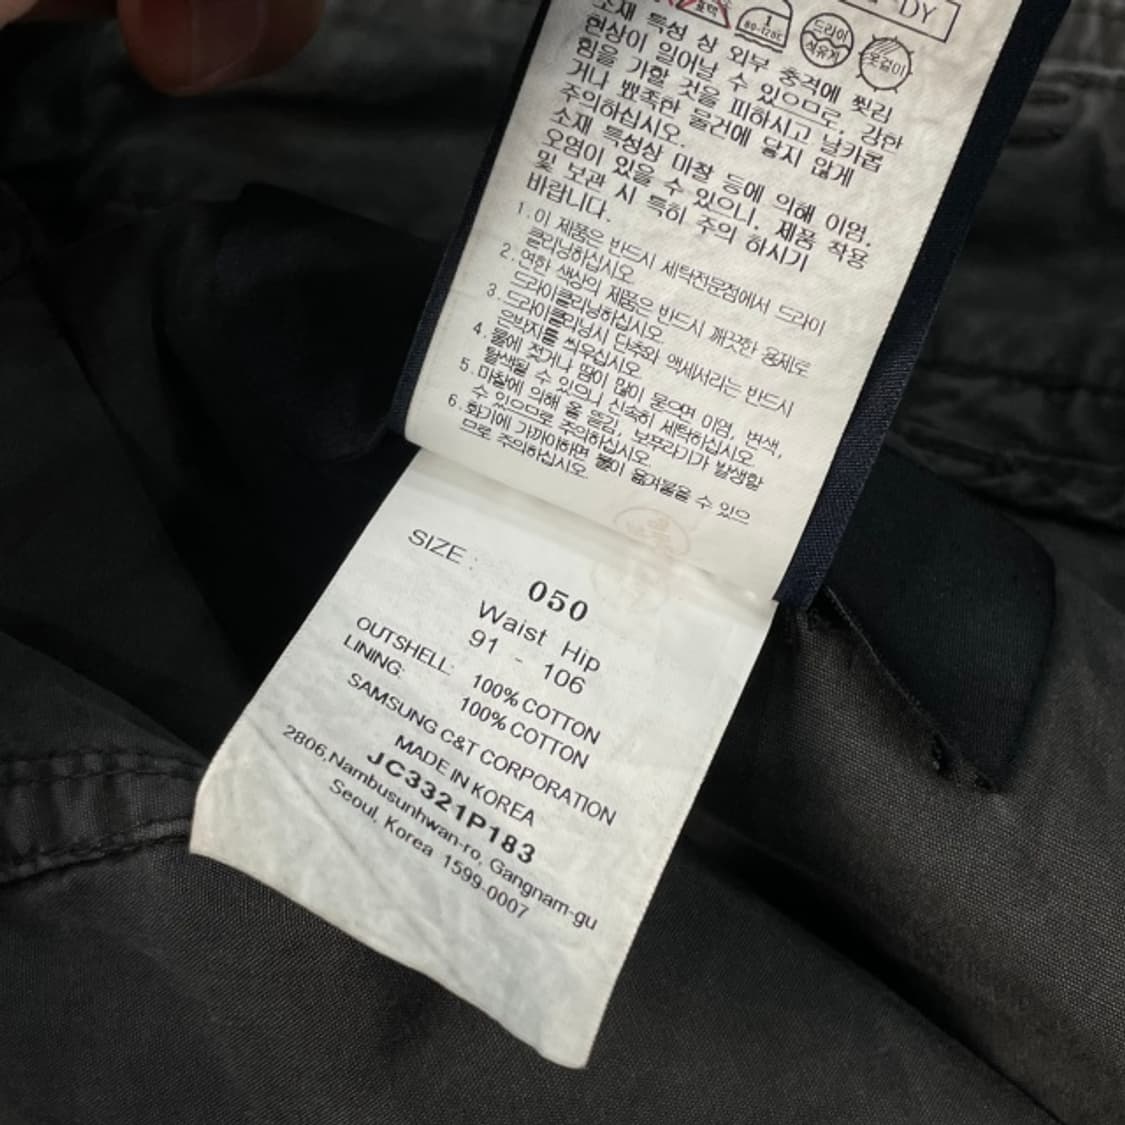 DY
1
80-120℃
드라이
석유계
옷걸이
소재 특성 상 외부 충격에 찢긴
현상이 일어날 수 있으므로, 강한
힘을 가할 것을 피하시고 날카롭
거나 뾰족한 물건에 닿지 않게
주의하십시오.
소재 특성상 마찰 등에 의해 이염,
오염이 있을 수 있으니, 제품 착용
및 보관 시 특히 주의 하시기
바랍니다.
1.이 제품은 반드시 세탁전문점에서 드라이
클리닝하십시오.
2.연한 색상의 제품은 반드시 깨끗한 용제로
드라이클리닝하십시오.
3.드라이클리닝시 단추와 액세서리는 반드시
은박지를 씌우십시오.
4.물에 젖거나 땀이 많이 묻으면 이염, 변색,
탈색될 수 있으니 신속히 세탁하십시오.
5.마찰에 의해 올 뜯김, 보푸라기가 발생할
수 있으므로 주의하십시오.
6.화기에 가까이하면 불이 옮겨붙을 수 있으
므로 주의하십시오.
SIZE :
050
Waist Hip
91 - 106
OUTSHELL: 100% COTTON
LINING: 100% COTTON
SAMSUNG C&T CORPORATION
MADE IN KOREA
JC3321P183
2806,Nambusunhwan-ro, Gangnam-gu
Seoul, Korea 1599-0007